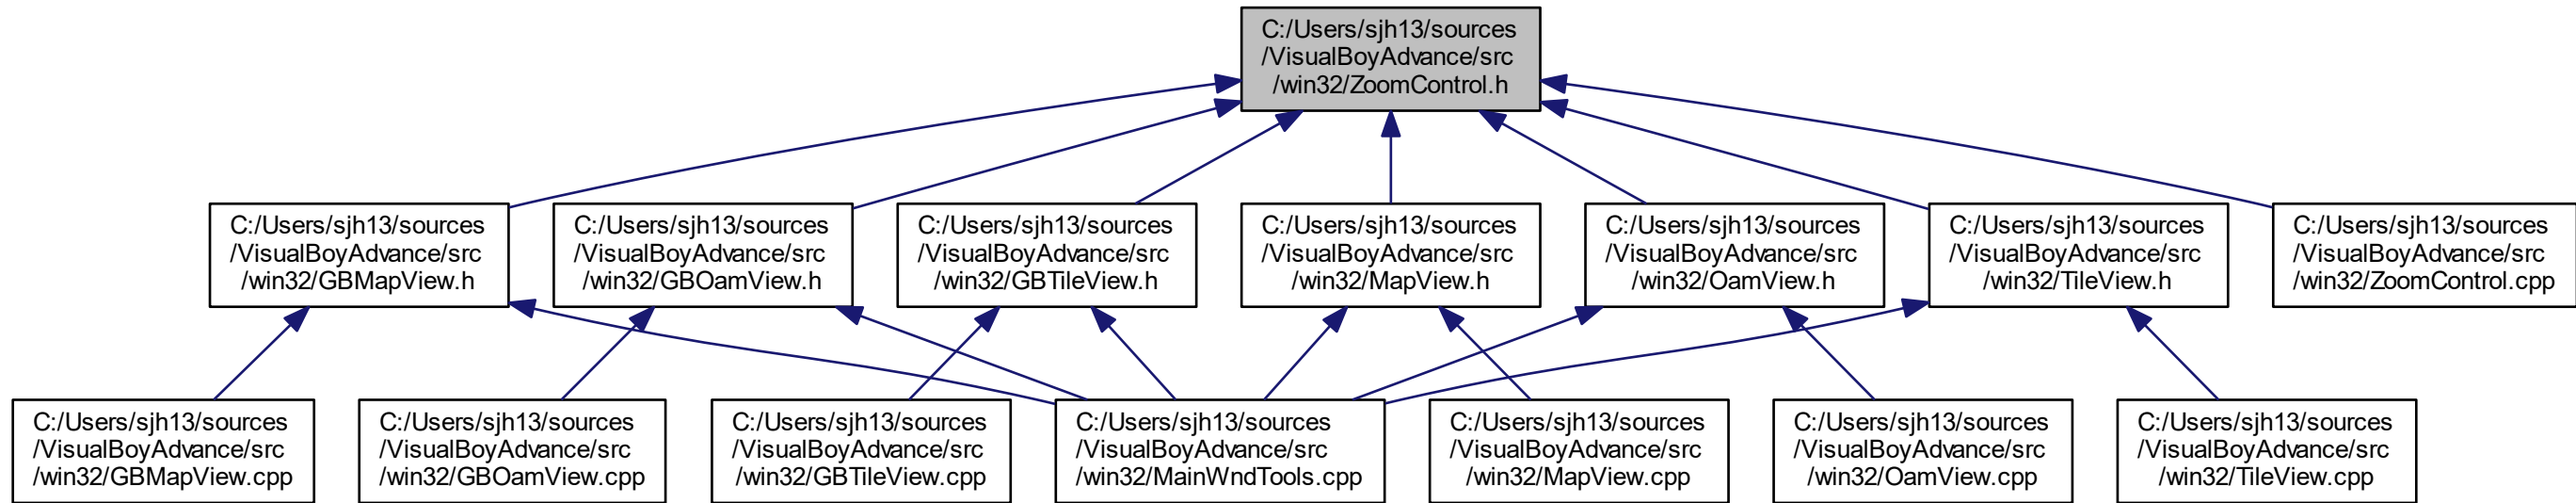 C:/Users/sjh13/sources
/VisualBoyAdvance/src
/win32/ZoomControl.h
C:/Users/sjh13/sources
/VisualBoyAdvance/src
/win32/GBMapView.h
C:/Users/sjh13/sources
/VisualBoyAdvance/src
/win32/GBOamView.h
C:/Users/sjh13/sources
/VisualBoyAdvance/src
/win32/GBTileView.h
C:/Users/sjh13/sources
/VisualBoyAdvance/src
/win32/MapView.h
C:/Users/sjh13/sources
/VisualBoyAdvance/src
/win32/OamView.h
C:/Users/sjh13/sources
/VisualBoyAdvance/src
/win32/TileView.h
C:/Users/sjh13/sources
/VisualBoyAdvance/src
/win32/ZoomControl.cpp
C:/Users/sjh13/sources
/VisualBoyAdvance/src
/win32/GBMapView.cpp
C:/Users/sjh13/sources
/VisualBoyAdvance/src
/win32/GBOamView.cpp
C:/Users/sjh13/sources
/VisualBoyAdvance/src
/win32/GBTileView.cpp
C:/Users/sjh13/sources
/VisualBoyAdvance/src
/win32/MainWndTools.cpp
C:/Users/sjh13/sources
/VisualBoyAdvance/src
/win32/MapView.cpp
C:/Users/sjh13/sources
/VisualBoyAdvance/src
/win32/OamView.cpp
C:/Users/sjh13/sources
/VisualBoyAdvance/src
/win32/TileView.cpp